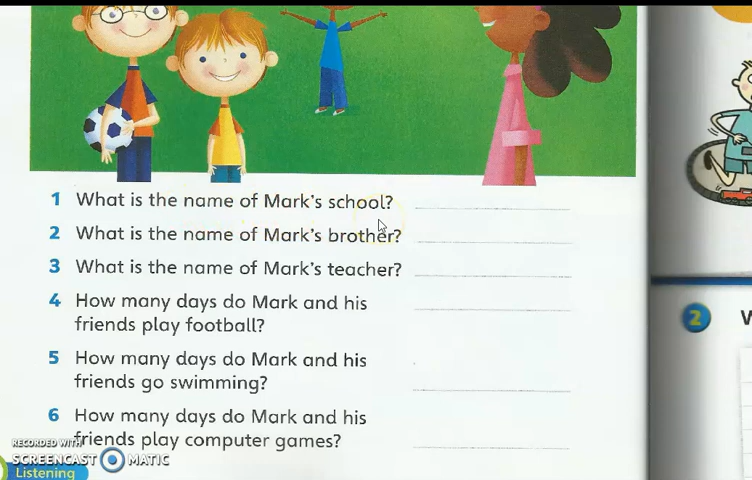 1 What is the name of Mark's school?
2 What is the name of Mark's brother?
3 What is the name of Mark's teacher?
4 How many days do Mark and his
friends play football?
5 How many days do Mark and his
friends go swimming?
6 How many days do Mark and his
friends play computer games?
RECORDED WITH
SCREENCAST MATIC
Listening
2